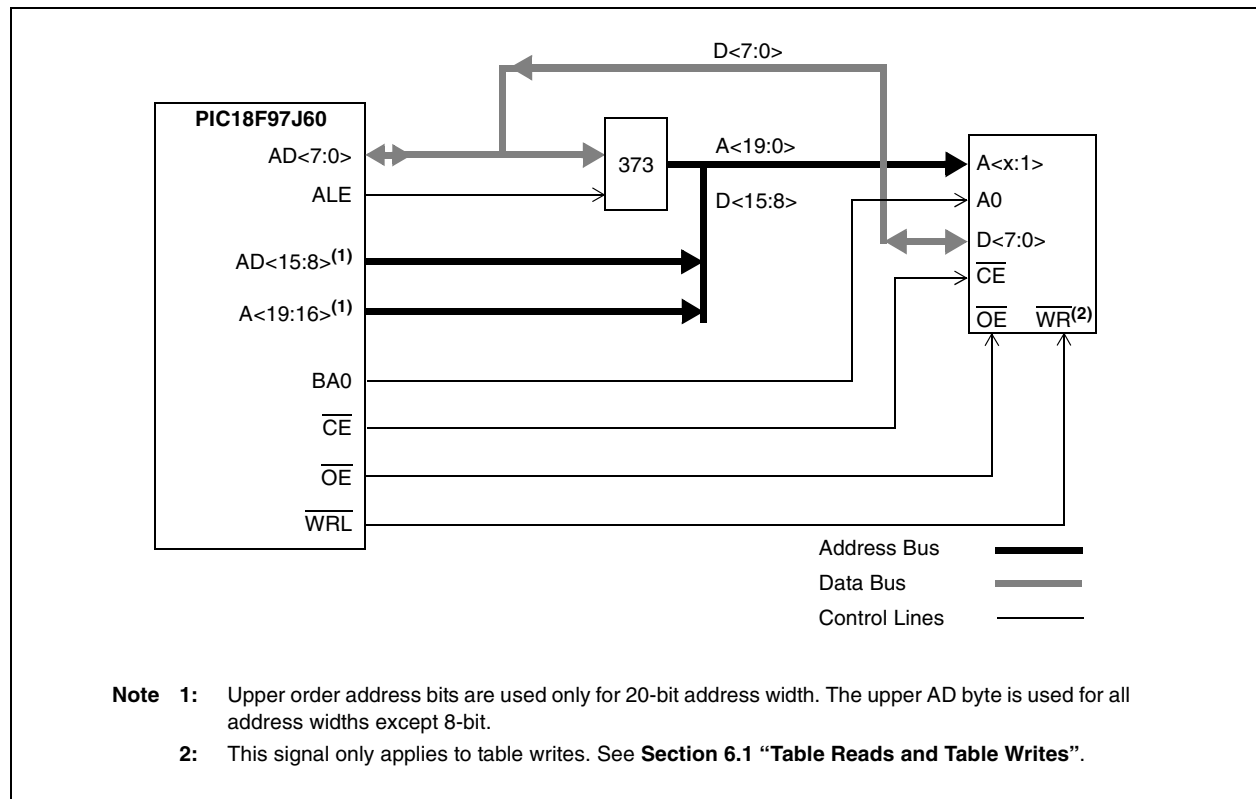 D<7:0>
PIC18F97J60
AD<7:0>
ALE
AD<15:8>(1)
A<19:16>(1)
BA0
CE
OE
WRL
373
A<19:0>
D<15:8>
A<x:1>
A0
D<7:0>
CE
OE WR(2)
Address Bus
Data Bus
Control Lines
Note 1: Upper order address bits are used only for 20-bit address width. The upper AD byte is used for all
address widths except 8-bit.
2: This signal only applies to table writes. See Section 6.1 “Table Reads and Table Writes”.